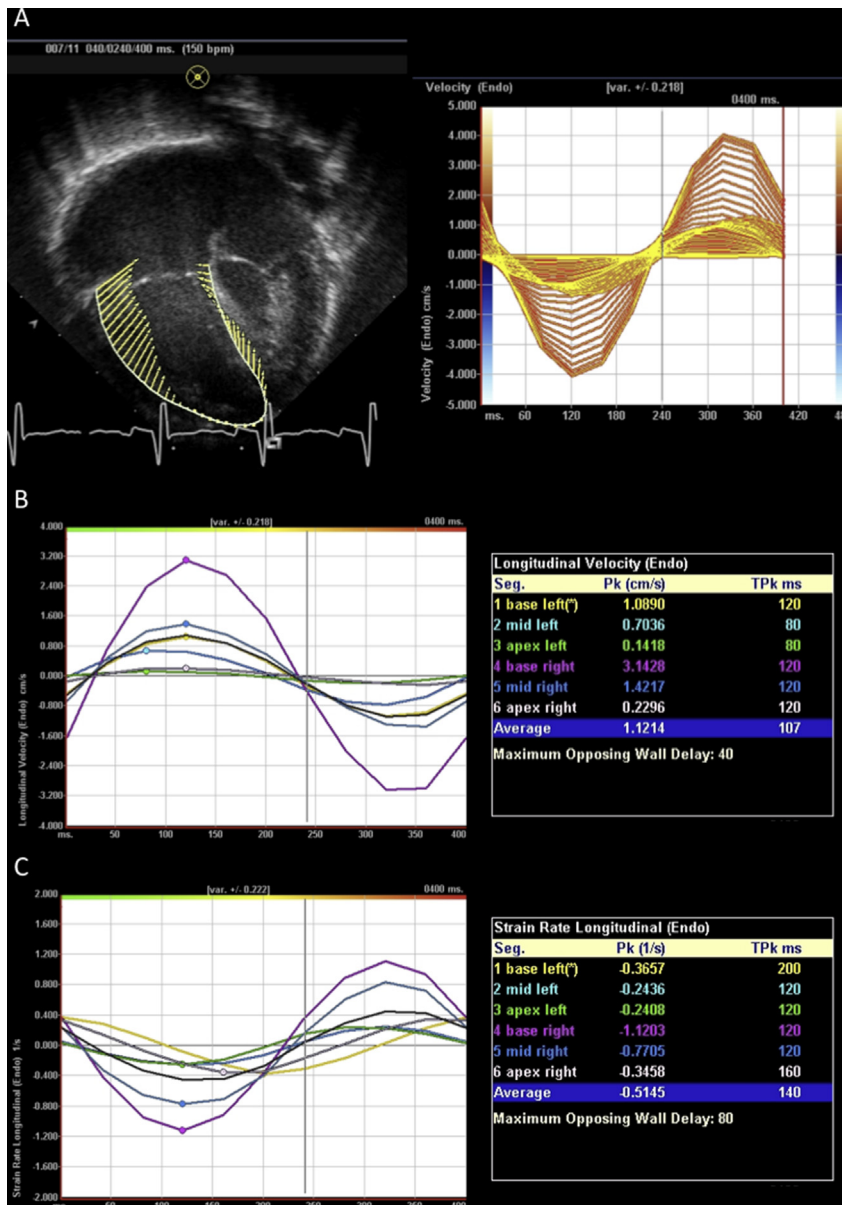 A
007/11 040/0240/400 ms. (150 bpm)
Velocity (Endo) [var. +/- 0.218]
0400 ms.
5.000
4.000
3.000
2.000
1.000
0.000
-1.000
-2.000
-3.000
-4.000
-5.000
Velocity (Endo) cm/s
ms. 60 120 180 240 300 360 420 48
B
[var. +/- 0.218] 0400 ms.
4.000
3.200
2.400
1.600
0.800
0.000
-0.800
-1.600
-2.400
-3.200
-4.000
Longitudinal Velocity (Endo) cm/s
ms. 50 100 150 200 250 300 350 400
Longitudinal Velocity (Endo)
Seg. Pk (cm/s) TPk ms
1 base left(*) 1.0890 120
2 mid left 0.7036 80
3 apex left 0.1418 80
4 base right 3.1428 120
5 mid right 1.4217 120
6 apex right 0.2296 120
Average 1.1214 107
Maximum Opposing Wall Delay: 40
C
[var. +/- 0.222] 0400 ms.
2.000
1.600
1.200
0.800
0.400
0.000
-0.400
-0.800
-1.200
-1.600
-2.000
Strain Rate Longitudinal (Endo) 1/s
ms. 50 100 150 200 250 300 350 400
Strain Rate Longitudinal (Endo)
Seg. Pk (1/s) TPk ms
1 base left(*) -0.3657 200
2 mid left -0.2436 120
3 apex left -0.2408 120
4 base right -1.1203 120
5 mid right -0.7705 120
6 apex right -0.3458 160
Average -0.5145 140
Maximum Opposing Wall Delay: 80